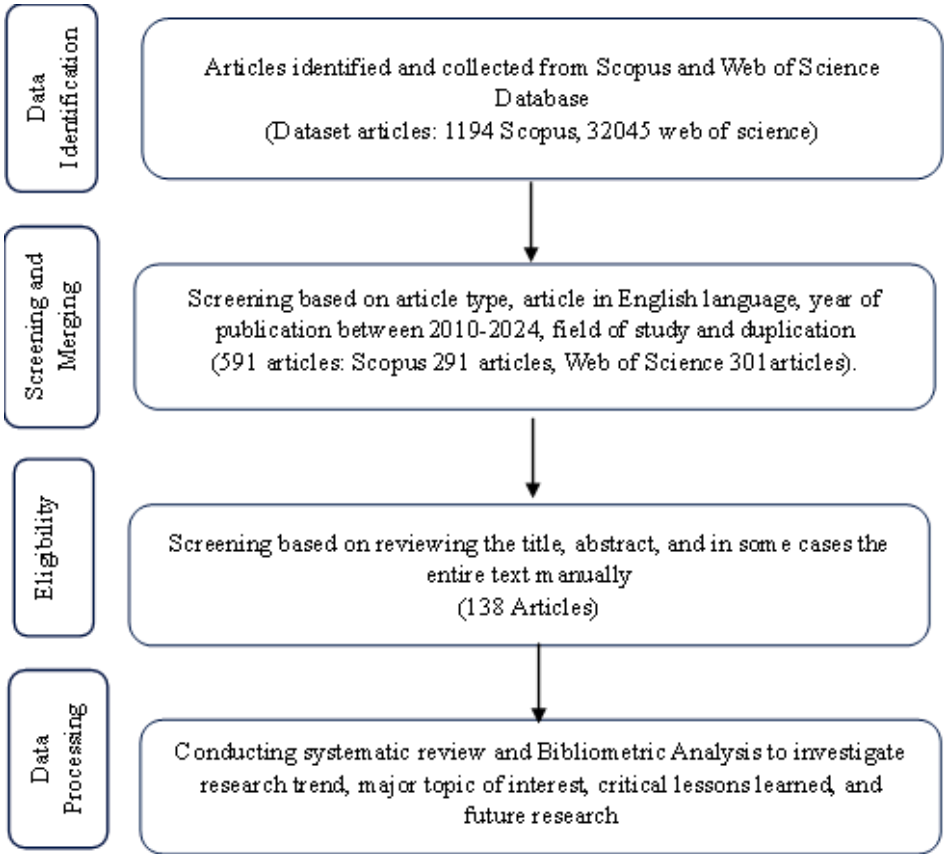 Data
Identification
Articles identified and collected from Scopus and Web of Science
Database
(Dataset articles: 1194 Scopus, 32045 web of science)
Screening and
Merging
Screening based on article type, article in English language, year of
publication between 2010-2024, field of study and duplication
(591 articles: Scopus 291 articles, Web of Science 301articles).
Eligibility
Screening based on reviewing the title, abstract, and in some cases the
entire text manually
(138 Articles)
Data
Processing
Conducting systematic review and Bibliometric Analysis to investigate
research trend, major topic of interest, critical lessons learned, and
future research